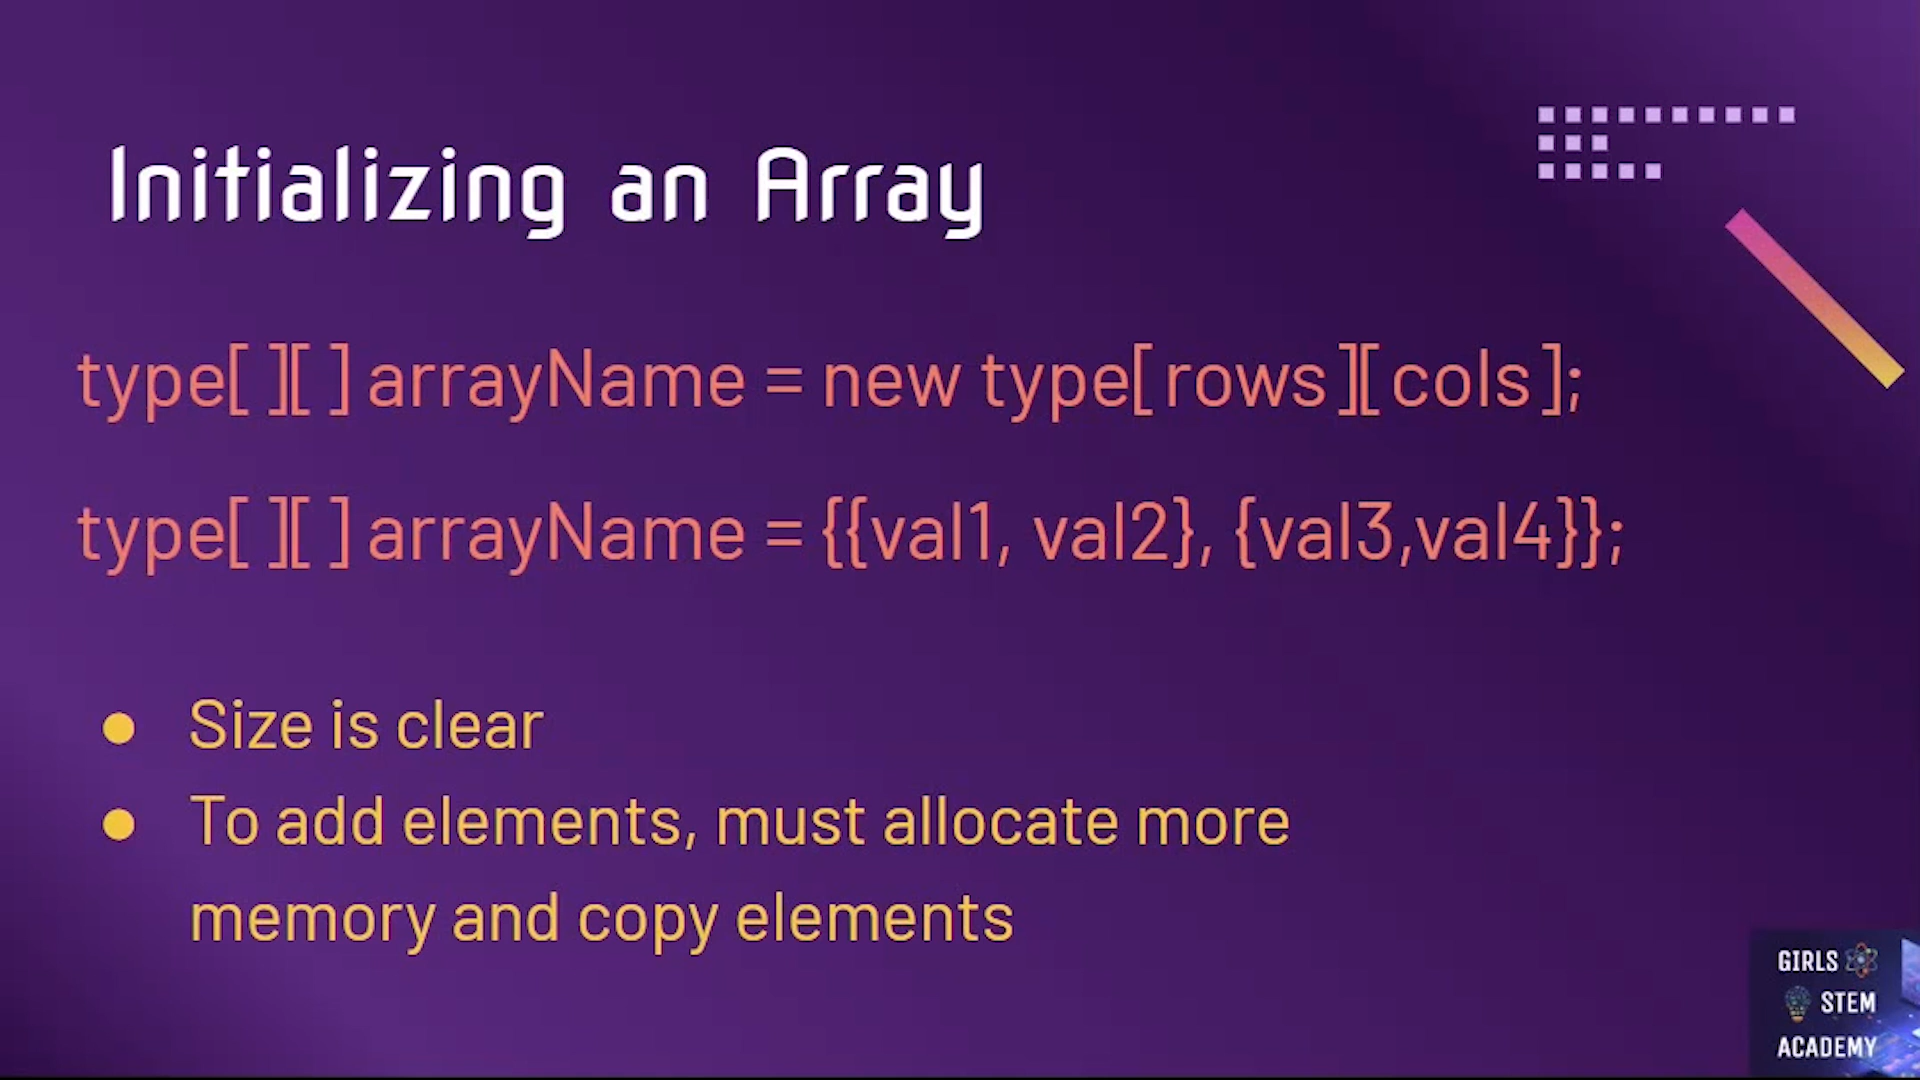 Initializing an Array
type[ ][ ] arrayName = new type[rows][cols];
type[ ][ ] arrayName = {{val1, val2}, {val3,val4}};
● Size is clear
● To add elements, must allocate more
memory and copy elements
GIRLS
STEM
ACADEMY